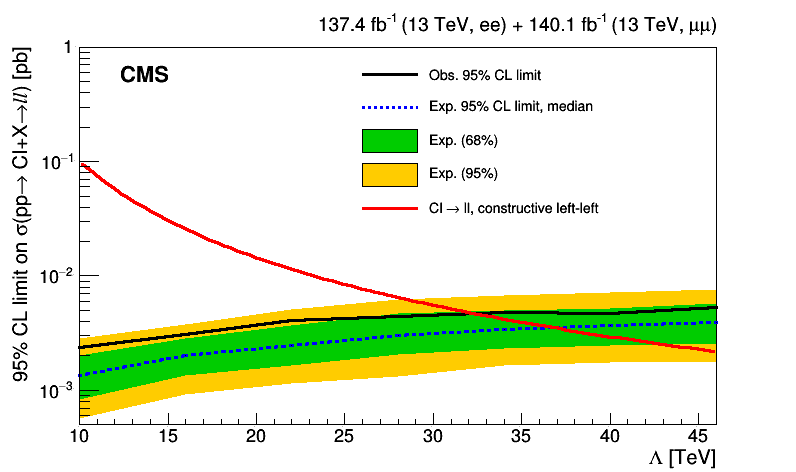 137.4 fb⁻¹ (13 TeV, ee) + 140.1 fb⁻¹ (13 TeV, μμ)
95% CL limit on σ(pp→ CI+X→ll) [pb]
CMS
Obs. 95% CL limit
Exp. 95% CL limit, median
Exp. (68%)
Exp. (95%)
CI → ll, constructive left-left
1
10⁻¹
10⁻²
10⁻³
10 15 20 25 30 35 40 45
Λ [TeV]